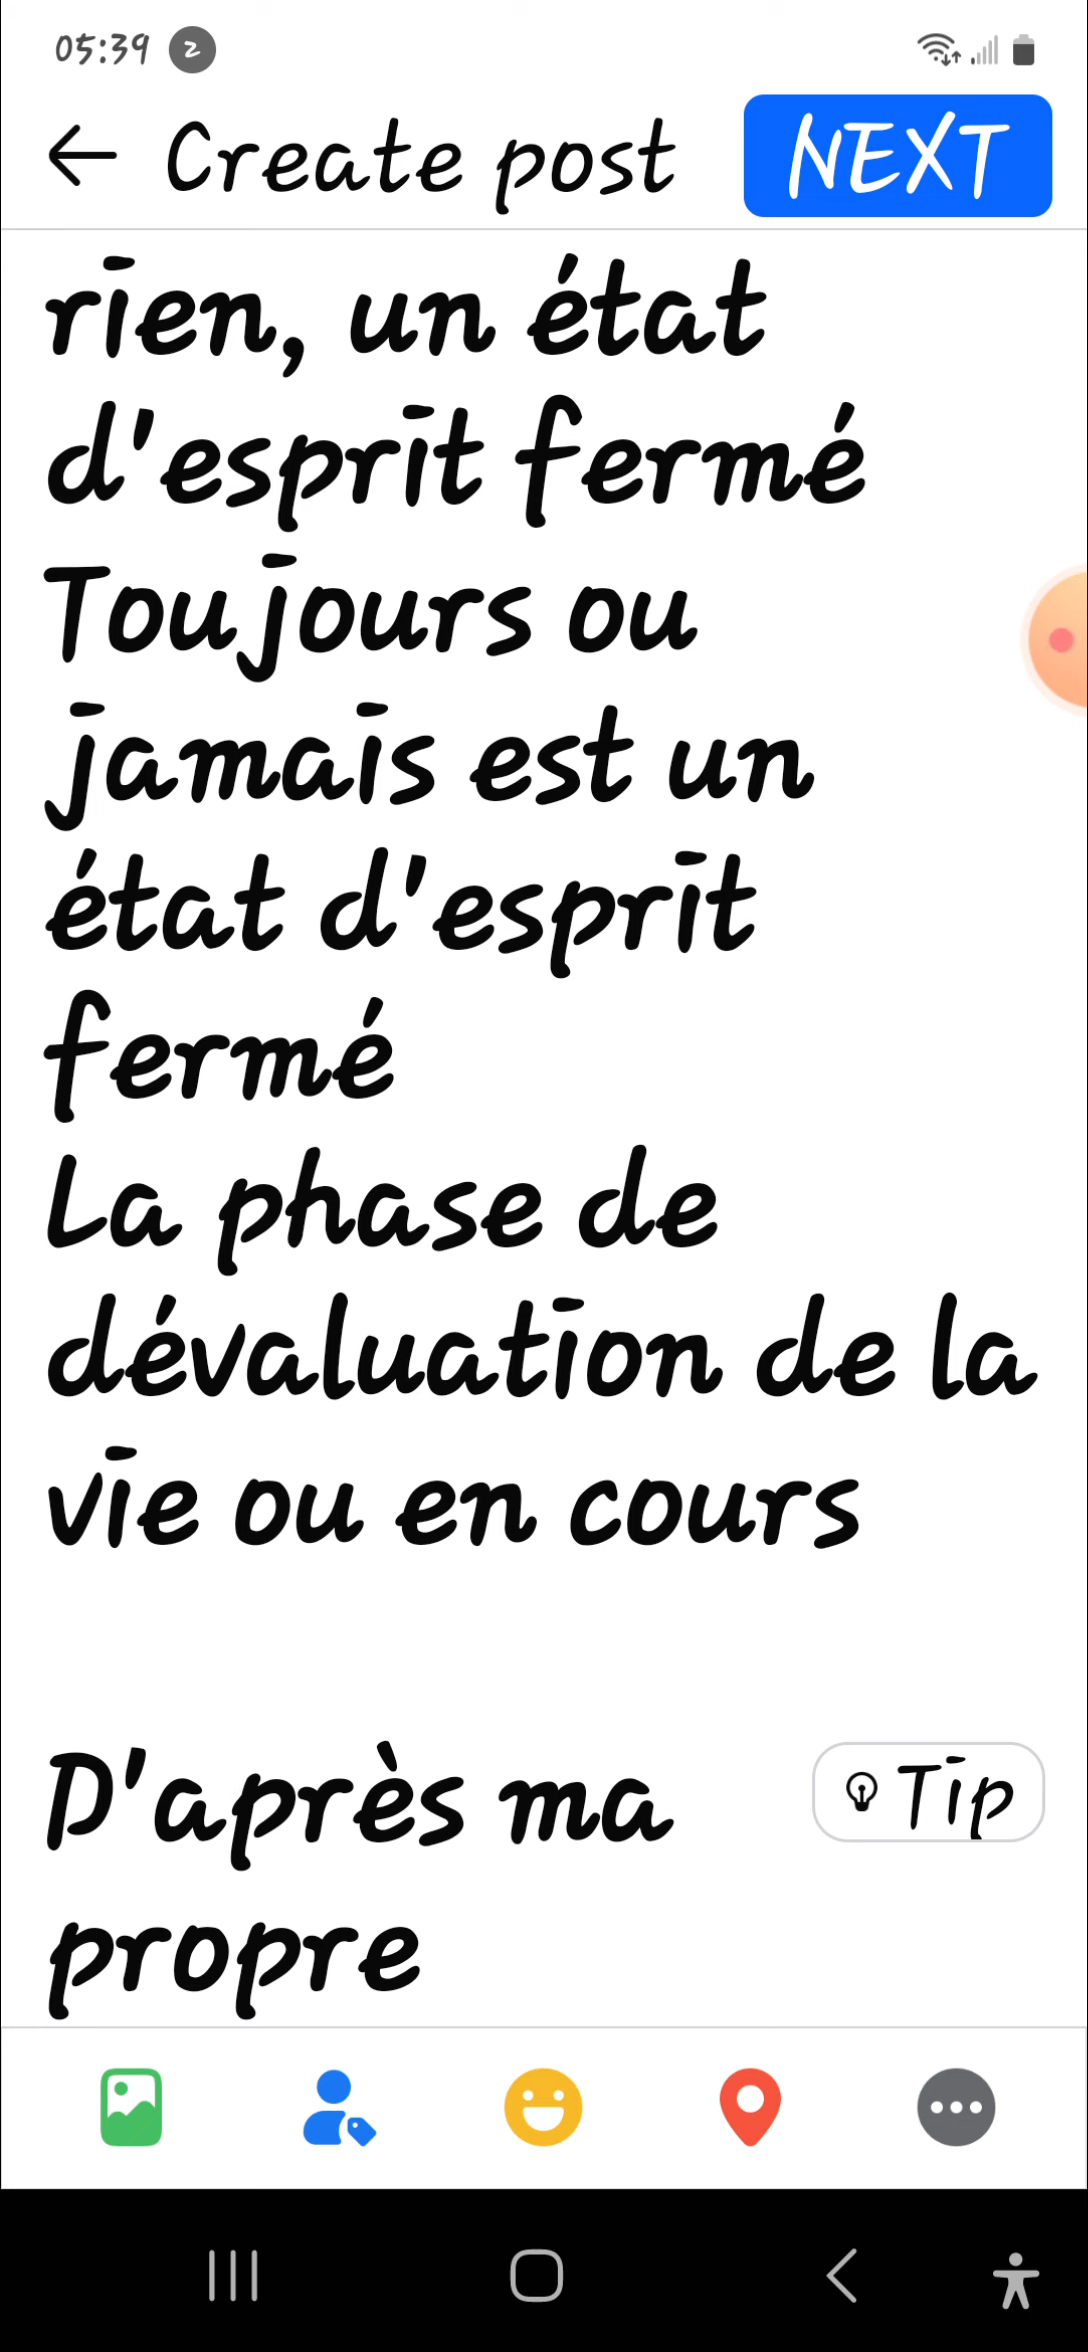 05:39 2
Create post NEXT
rien, un état
d'esprit fermé
Toujours ou
jamais est un
état d'esprit
fermé
La phase de
dévaluation de la
vie ou en cours
D'après ma
Tip
propre